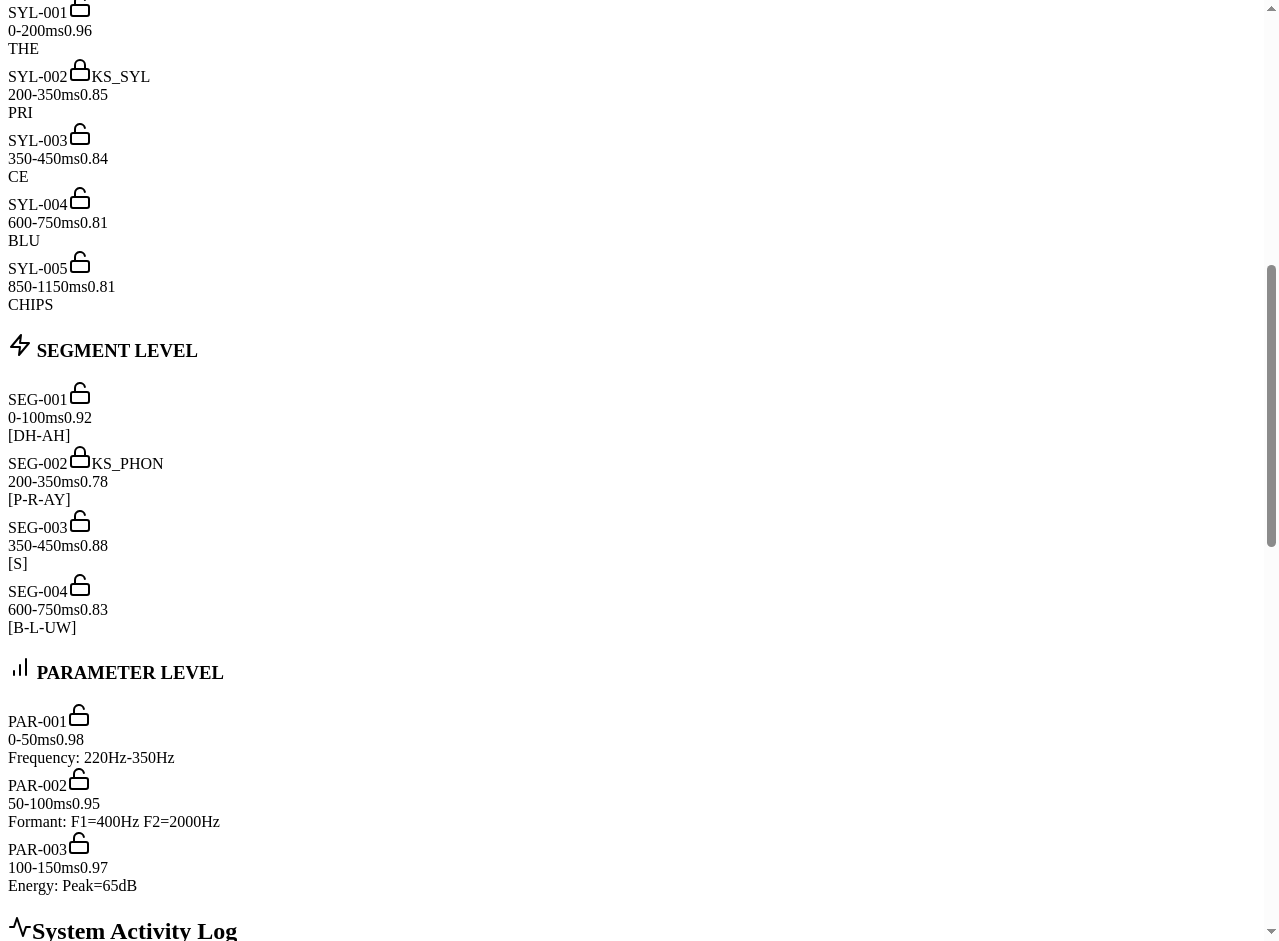 SYL-001
0-200ms0.96
THE
SYL-002KS_SYL
200-350ms0.85
PRI
SYL-003
350-450ms0.84
CE
SYL-004
600-750ms0.81
BLU
SYL-005
850-1150ms0.81
CHIPS
SEGMENT LEVEL
SEG-001
0-100ms0.92
[DH-AH]
SEG-002KS_PHON
200-350ms0.78
[P-R-AY]
SEG-003
350-450ms0.88
[S]
SEG-004
600-750ms0.83
[B-L-UW]
PARAMETER LEVEL
PAR-001
0-50ms0.98
Frequency: 220Hz-350Hz
PAR-002
50-100ms0.95
Formant: F1=400Hz F2=2000Hz
PAR-003
100-150ms0.97
Energy: Peak=65dB
System Activity Log